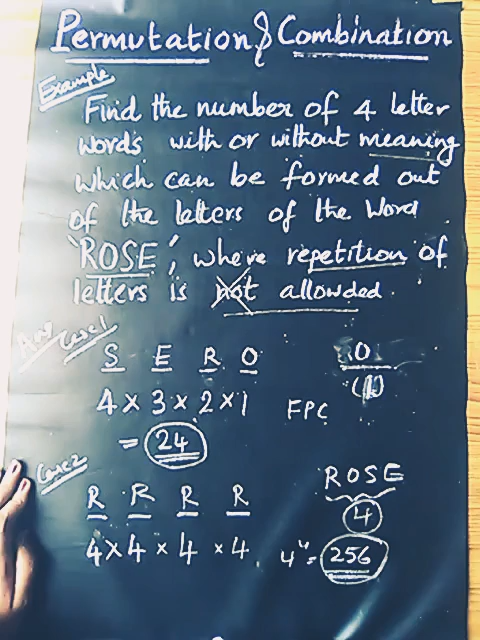 Permutation & Combination
Example
Find the number of 4 letter
words with or without meaning
which can be formed out
of the letters of the word
'ROSE', where repetition of
letters is not allowded.
Ans Case 1
S E R O
4 × 3 × 2 × 1
= 24
O
(1)
FPC
Case 2
R R R R
4 × 4 × 4 × 4
ROSE
4
4⁴ = 256